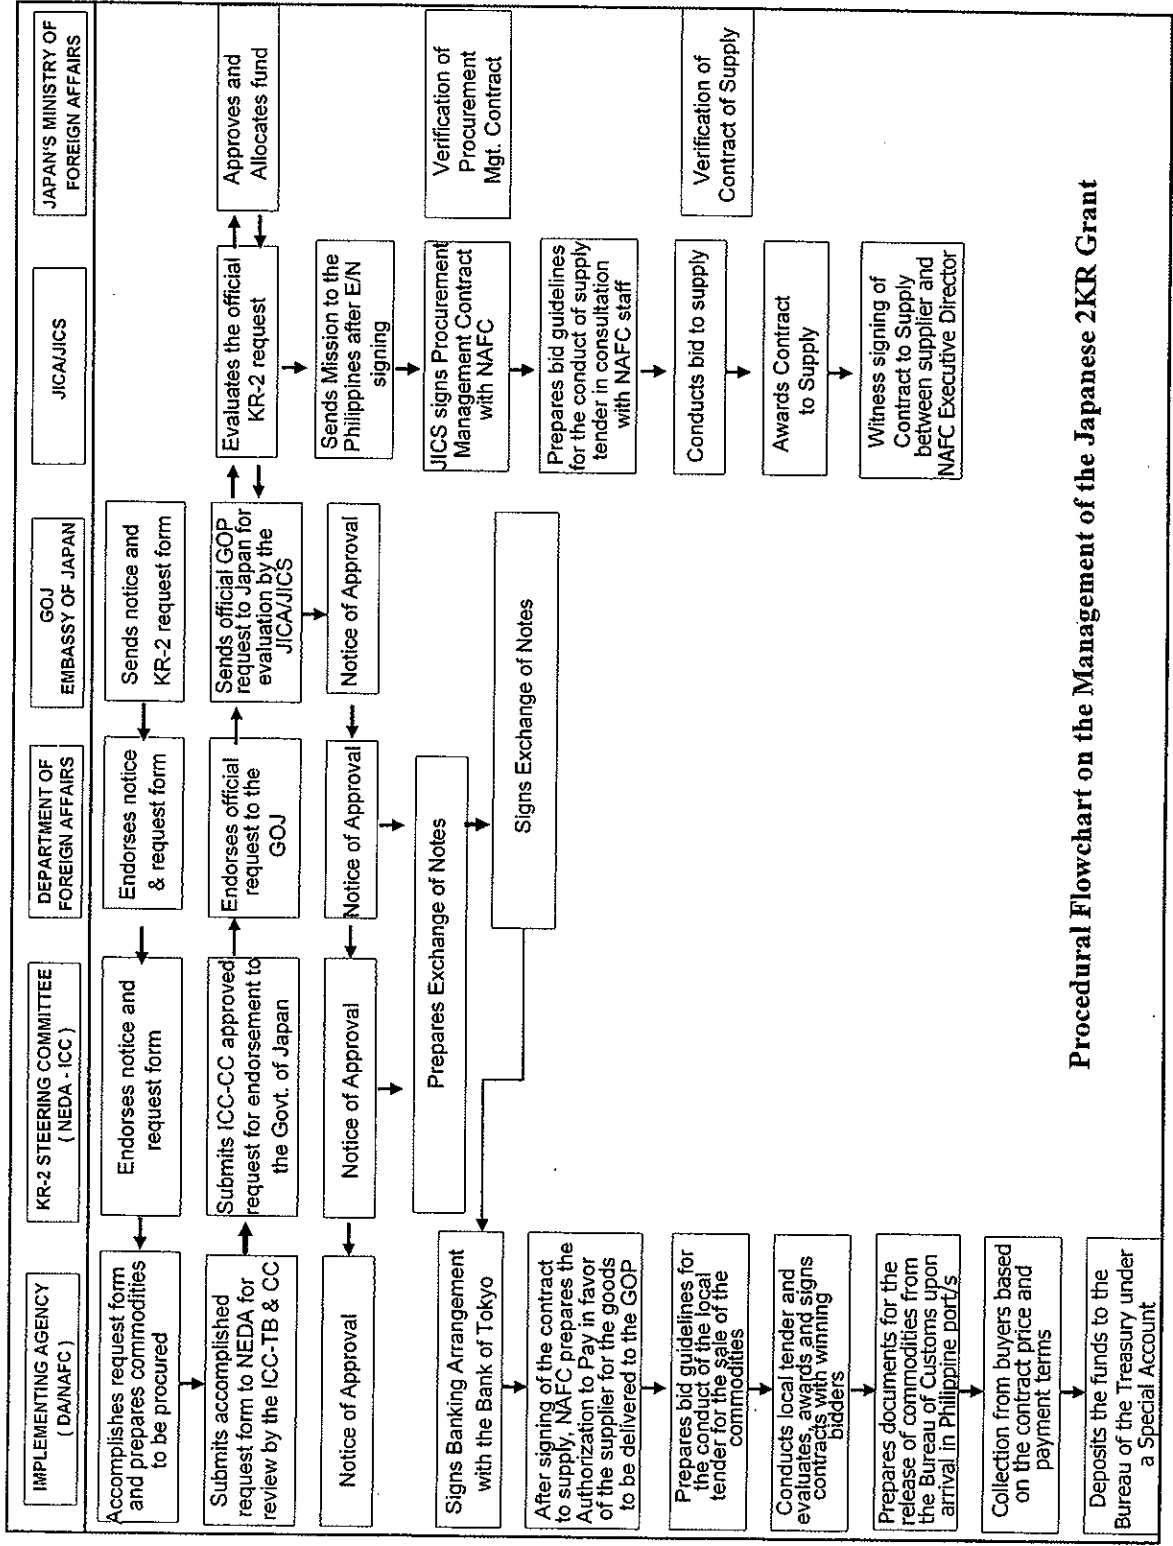 IMPLEMENTING AGENCY
( DA/NAFC )
KR-2 STEERING COMMITTEE
( NEDA - ICC )
DEPARTMENT OF
FOREIGN AFFAIRS
GOJ
EMBASSY OF JAPAN
JICA/JICS
JAPAN'S MINISTRY OF
FOREIGN AFFAIRS
Accomplishes request form
and prepares commodities
to be procured
Endorses notice and
request form
Endorses notice
& request form
Sends notice and
KR-2 request form
Submits accomplished
request form to NEDA for
review by the ICC-TB & CC
Submits ICC-CC approved
request for endorsement to
the Govt. of Japan
Endorses official
request to the
GOJ
Sends official GOP
request to Japan for
evaluation by the
JICA/JICS
Evaluates the official
KR-2 request
Approves and
Allocates fund
Notice of Approval
Notice of Approval
Notice of Approval
Notice of Approval
Sends Mission to the
Philippines after E/N
signing
Prepares Exchange of Notes
JICS signs Procurement
Management Contract
with NAFC
Verification of
Procurement
Mgt. Contract
Signs Banking Arrangement
with the Bank of Tokyo
Signs Exchange of Notes
Prepares bid guidelines
for the conduct of supply
tender in consultation
with NAFC staff
After signing of the contract
to supply, NAFC prepares the
Authorization to Pay in favor
of the supplier for the goods
to be delivered to the GOP
Conducts bid to supply
Verification of
Contract of Supply
Prepares bid guidelines for
the conduct of the local
tender for the sale of the
commodities
Awards Contract
to Supply
Conducts local tender and
evaluates, awards and signs
contracts with winning
bidders
Witness signing of
Contract to Supply
between supplier and
NAFC Executive Director
Prepares documents for the
release of commodities from
the Bureau of Customs upon
arrival in Philippine port/s
Collection from buyers based
on the contract price and
payment terms
Deposits the funds to the
Bureau of the Treasury under
a Special Account
Procedural Flowchart on the Management of the Japanese 2KR Grant